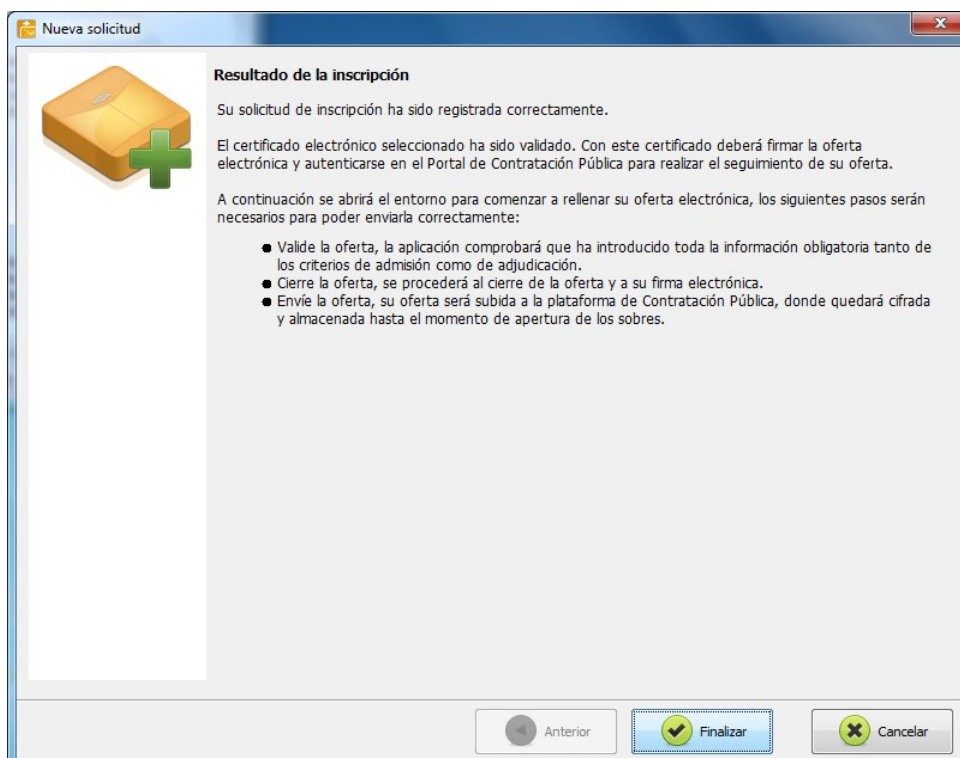 Nueva solicitud
Resultado de la inscripción
Su solicitud de inscripción ha sido registrada correctamente.
El certificado electrónico seleccionado ha sido validado. Con este certificado deberá firmar la oferta
electrónica y autenticarse en el Portal de Contratación Pública para realizar el seguimiento de su oferta.
A continuación se abrirá el entorno para comenzar a rellenar su oferta electrónica, los siguientes pasos serán
necesarios para poder enviarla correctamente:
● Valide la oferta, la aplicación comprobará que ha introducido toda la información obligatoria tanto de
los criterios de admisión como de adjudicación.
● Cierre la oferta, se procederá al cierre de la oferta y a su firma electrónica.
● Envíe la oferta, su oferta será subida a la plataforma de Contratación Pública, donde quedará cifrada
y almacenada hasta el momento de apertura de los sobres.
Anterior Finalizar Cancelar